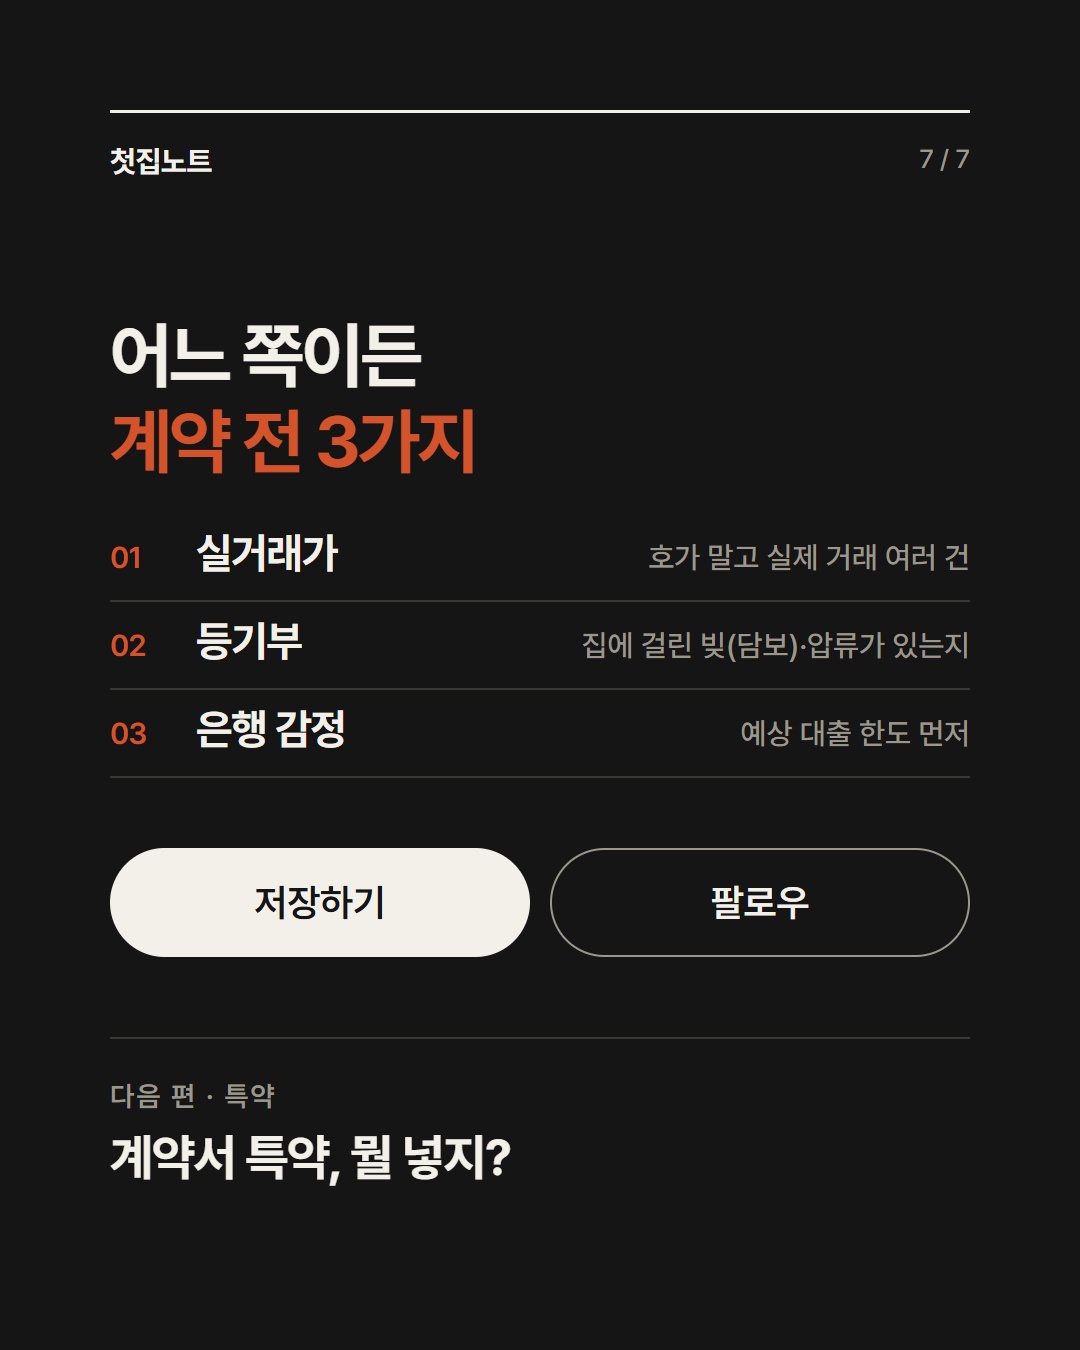 첫집노트
7 / 7
어느 쪽이든
계약 전 3가지
01 실거래가 호가 말고 실제 거래 여러 건
02 등기부 집에 걸린 빚(담보)·압류가 있는지
03 은행 감정 예상 대출 한도 먼저
저장하기 팔로우
다음 편 · 특약
계약서 특약, 뭘 넣지?